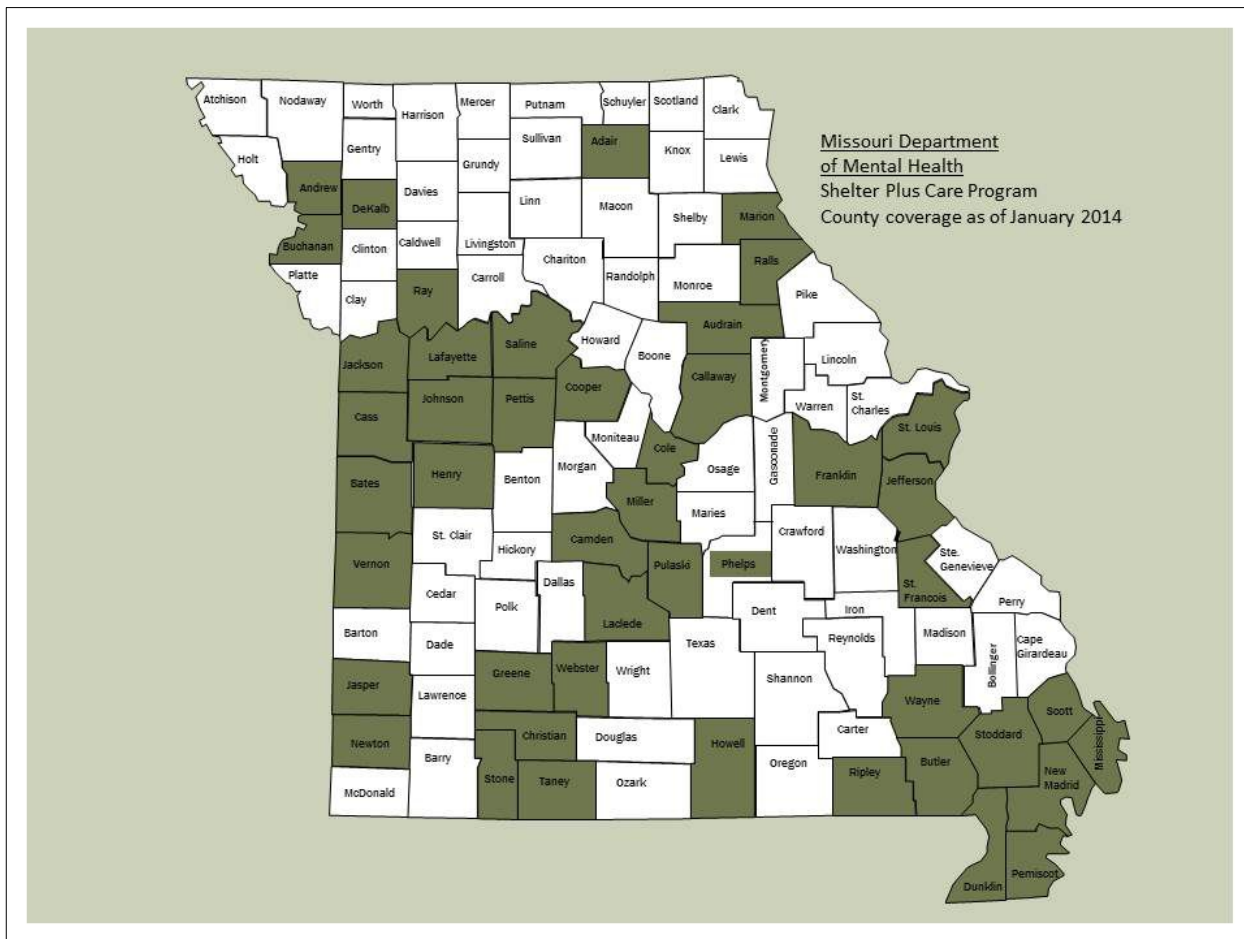 Atchison
Nodaway
Worth
Harrison
Mercer
Putnam
Schuyler
Scotland
Clark
Holt
Gentry
Grundy
Sullivan
Adair
Knox
Lewis
Missouri Department
of Mental Health
Shelter Plus Care Program
County coverage as of January 2014
Andrew
DeKalb
Davies
Linn
Macon
Shelby
Marion
Buchanan
Clinton
Caldwell
Livingston
Chariton
Randolph
Monroe
Ralls
Platte
Clay
Ray
Carroll
Pike
Audrain
Jackson
Lafayette
Saline
Howard
Boone
Callaway
Montgomery
Lincoln
Cass
Johnson
Pettis
Cooper
Warren
St.
Charles
Moniteau
Cole
Osage
Gasconade
Franklin
St. Louis
Jefferson
Bates
Henry
Benton
Morgan
Miller
Maries
Crawford
Washington
Ste.
Genevieve
St. Clair
Hickory
Camden
Pulaski
Phelps
Vernon
Cedar
Polk
Dallas
Laclede
Dent
Iron
St.
Francois
Perry
Barton
Dade
Texas
Reynolds
Madison
Bollinger
Cape
Girardeau
Jasper
Lawrence
Greene
Webster
Wright
Shannon
Wayne
Scott
Mississippi
Newton
Barry
Christian
Douglas
Howell
Carter
Stoddard
McDonald
Stone
Taney
Ozark
Oregon
Ripley
Butler
New
Madrid
Dunklin
Pemiscot